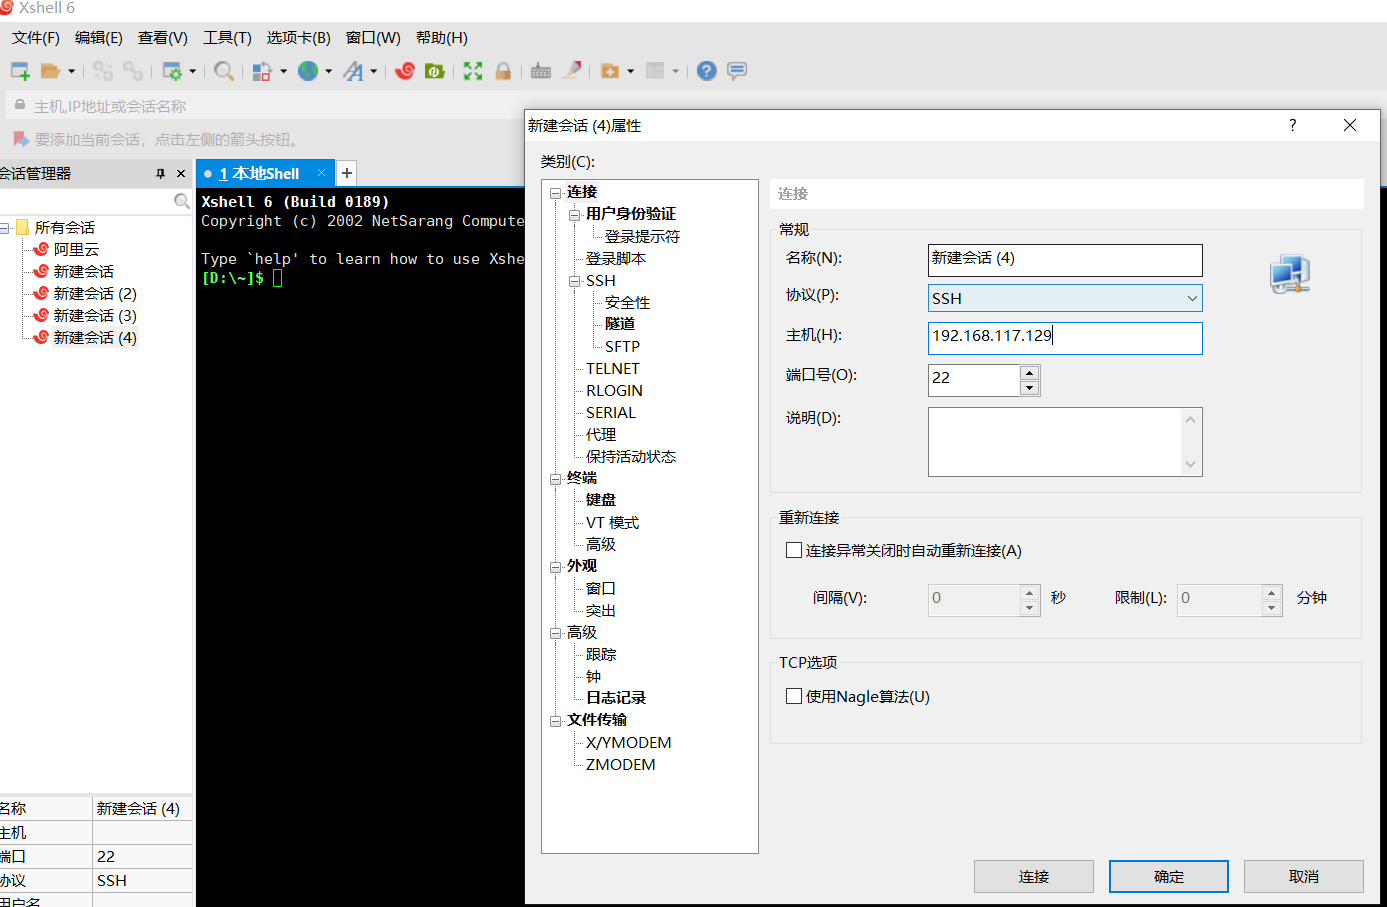 Xshell 6
文件(F) 编辑(E) 查看(V) 工具(T) 选项卡(B) 窗口(W) 帮助(H)
主机,IP地址或会话名称
要添加当前会话，点击左侧的箭头按钮。
会话管理器
所有会话
阿里云
新建会话
新建会话 (2)
新建会话 (3)
新建会话 (4)
名称 新建会话 (4)
主机
端口 22
协议 SSH
用户名
1 本地Shell
Xshell 6 (Build 0189)
Copyright (c) 2002 NetSarang Compute
Type `help' to learn how to use Xshe
[D:\~]$
新建会话 (4)属性
类别(C):
连接
用户身份验证
登录提示符
登录脚本
SSH
安全性
隧道
SFTP
TELNET
RLOGIN
SERIAL
代理
保持活动状态
终端
键盘
VT 模式
高级
外观
窗口
突出
高级
跟踪
钟
日志记录
文件传输
X/YMODEM
ZMODEM
连接
常规
名称(N): 新建会话 (4)
协议(P): SSH
主机(H): 192.168.117.129
端口号(O): 22
说明(D):
重新连接
连接异常关闭时自动重新连接(A)
间隔(V): 0 秒 限制(L): 0 分钟
TCP选项
使用Nagle算法(U)
连接 确定 取消